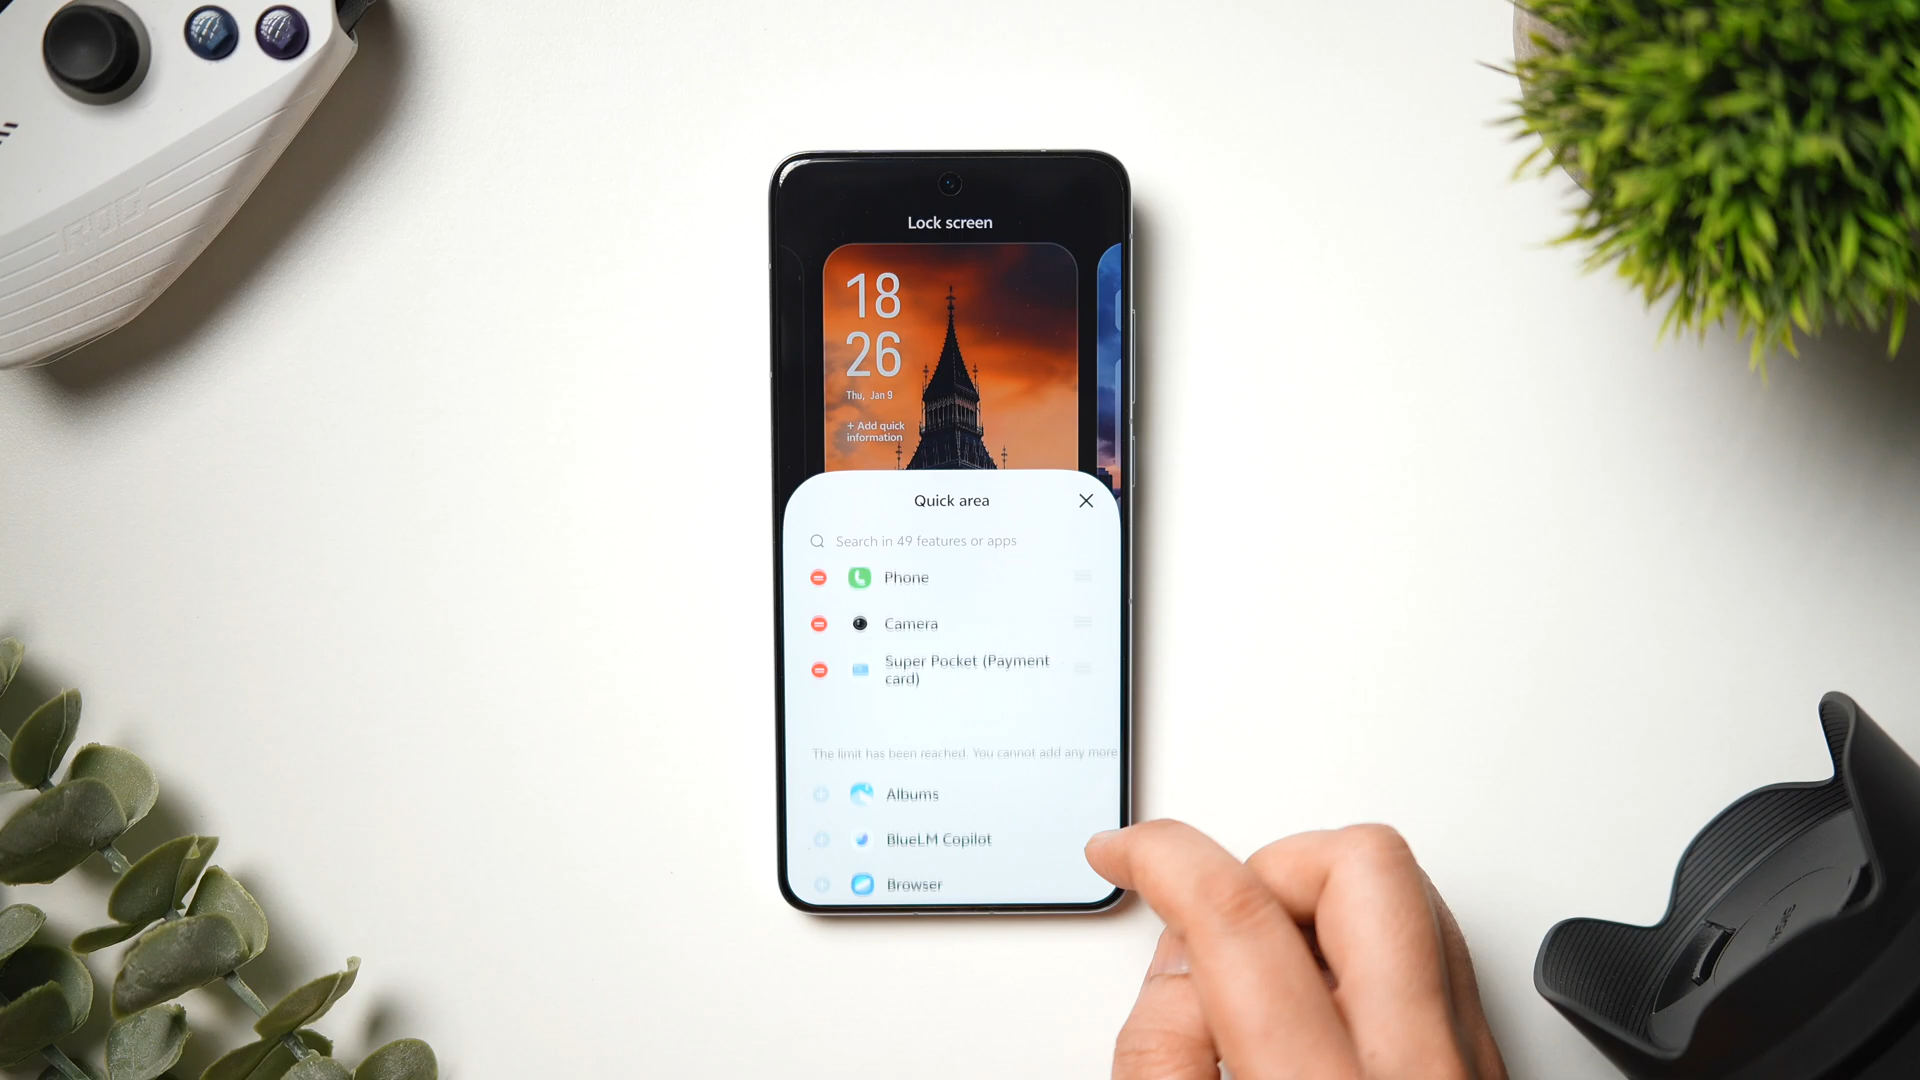 ROG
Lock screen
18
26
Thu, Jan 9
+ Add quick
information
Quick area
Search in 49 features or apps
Phone
Camera
Super Pocket (Payment
card)
The limit has been reached. You cannot add any more
Albums
BlueLM Copilot
Browser